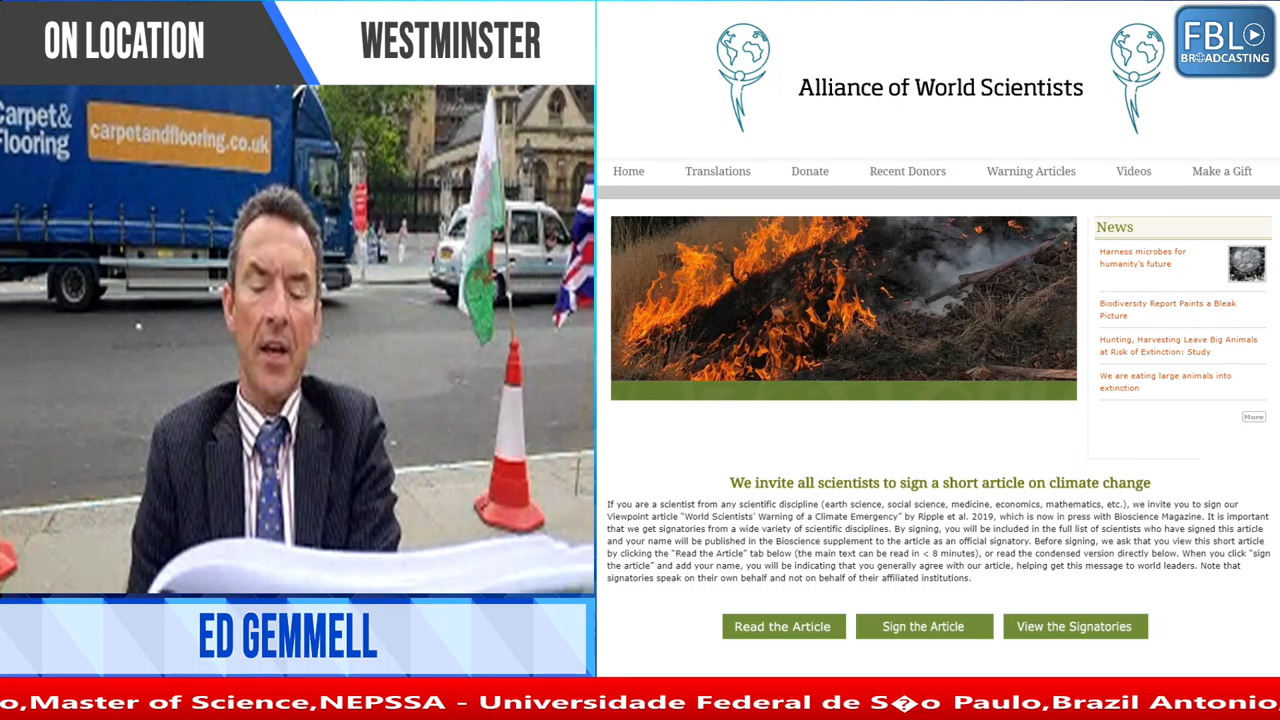 ON LOCATION
WESTMINSTER
Carpet&
Flooring
carpetandflooring.co.uk
ED GEMMELL
FBL
BROADCASTING
Alliance of World Scientists
Home
Translations
Donate
Recent Donors
Warning Articles
Videos
Make a Gift
News
Harness microbes for
humanity's future
Biodiversity Report Paints a Bleak
Picture
Hunting, Harvesting Leave Big Animals
at Risk of Extinction: Study
We are eating large animals into
extinction
More
We invite all scientists to sign a short article on climate change
If you are a scientist from any scientific discipline (earth science, social science, medicine, economics, mathematics, etc.), we invite you to sign our
Viewpoint article "World Scientists' Warning of a Climate Emergency" by Ripple et al. 2019, which is now in press with Bioscience Magazine. It is important
that we get signatories from a wide variety of scientific disciplines. By signing, you will be included in the full list of scientists who have signed this article
and your name will be published in the Bioscience supplement to the article as an official signatory. Before signing, we ask that you view this short article
by clicking the "Read the Article" tab below (the main text can be read in < 8 minutes), or read the condensed version directly below. When you click "sign
the article" and add your name, you will be indicating that you generally agree with our article, helping get this message to world leaders. Note that
signatories speak on their own behalf and not on behalf of their affiliated institutions.
Read the Article
Sign the Article
View the Signatories
o,Master of Science,NEPSSA - Universidade Federal de S�o Paulo,Brazil Antonio,